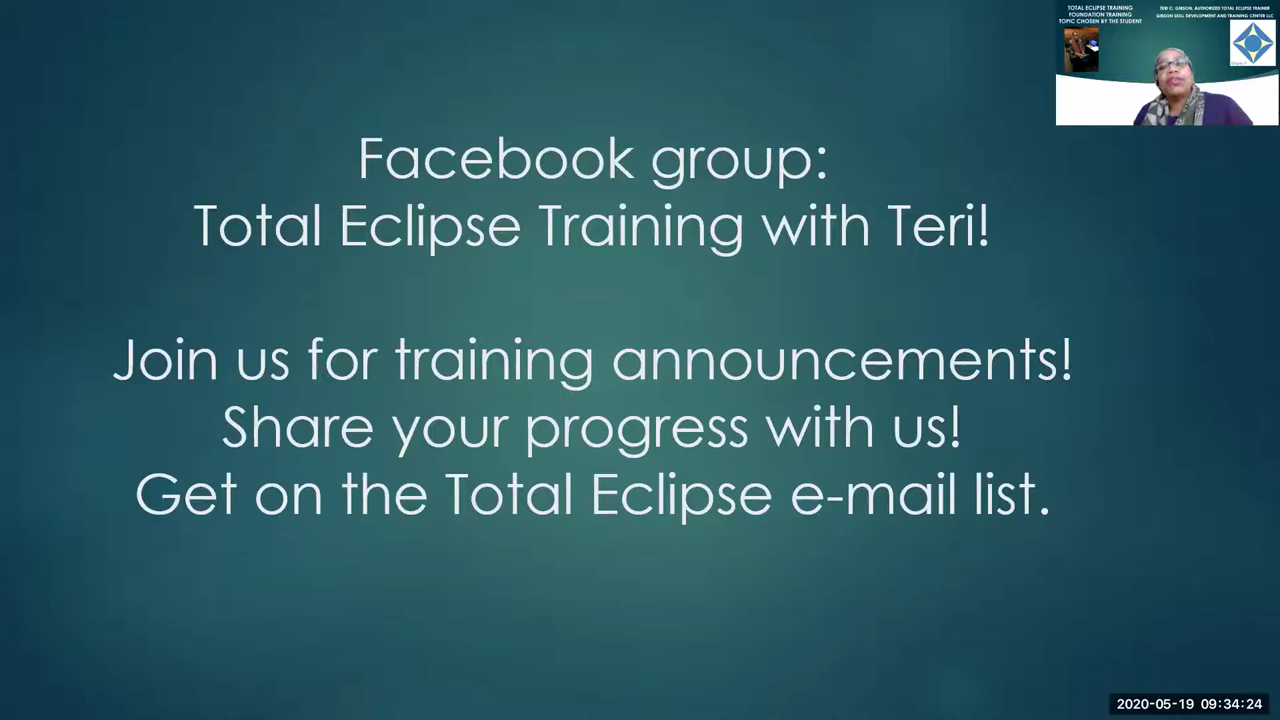 TOTAL ECLIPSE TRAINING
FOUNDATION TRAINING
TOPIC CHOSEN BY THE STUDENT
TERI C. GIBSON, AUTHORIZED TOTAL ECLIPSE TRAINER
GIBSON SKILL DEVELOPMENT AND TRAINING CENTER LLC
Facebook group:
Total Eclipse Training with Teri!
Join us for training announcements!
Share your progress with us!
Get on the Total Eclipse e-mail list.
2020-05-19 09:34:24